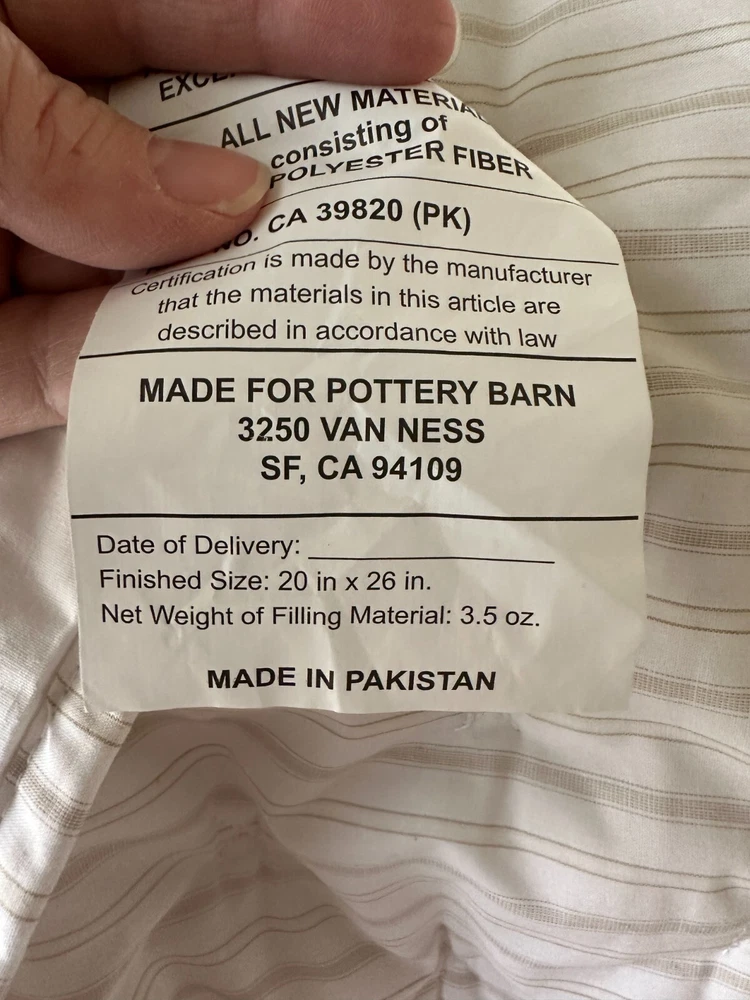 ALL NEW MATERIAL
consisting of
POLYESTER FIBER
NO. CA 39820 (PK)
Certification is made by the manufacturer
that the materials in this article are
described in accordance with law
MADE FOR POTTERY BARN
3250 VAN NESS
SF, CA 94109
Date of Delivery:
Finished Size: 20 in x 26 in.
Net Weight of Filling Material: 3.5 oz.
MADE IN PAKISTAN